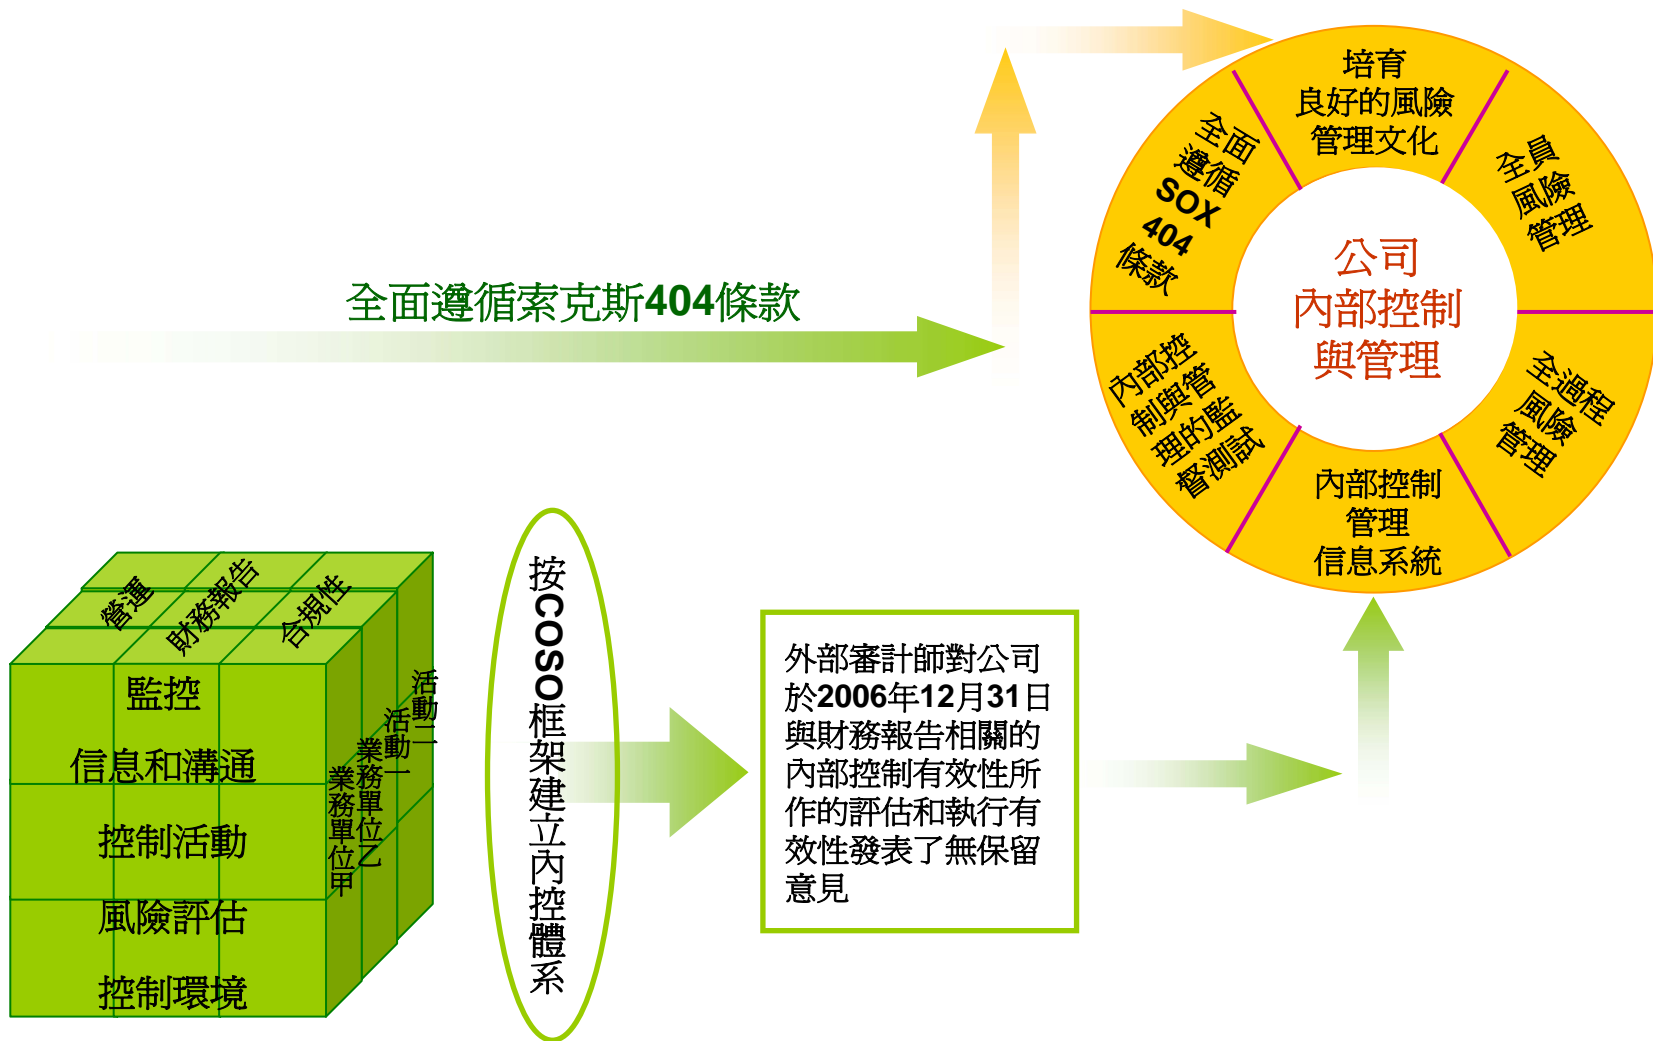 全面遵循索克斯404條款
培育
良好的風險
管理文化
全員
風險
管理
全過程
風險
管理
內部控制
管理
信息系統
內部控
制與管
理的監
督測試
全面
遵循
SOX
404
條款
公司
內部控制
與管理
營運
財務報告
合規性
監控
信息和溝通
控制活動
風險評估
控制環境
業務單位甲
業務單位乙
活動一
活動二
按COSO框架建立內控體系
外部審計師對公司
於2006年12月31日
與財務報告相關的
內部控制有效性所
作的評估和執行有
效性發表了無保留
意見